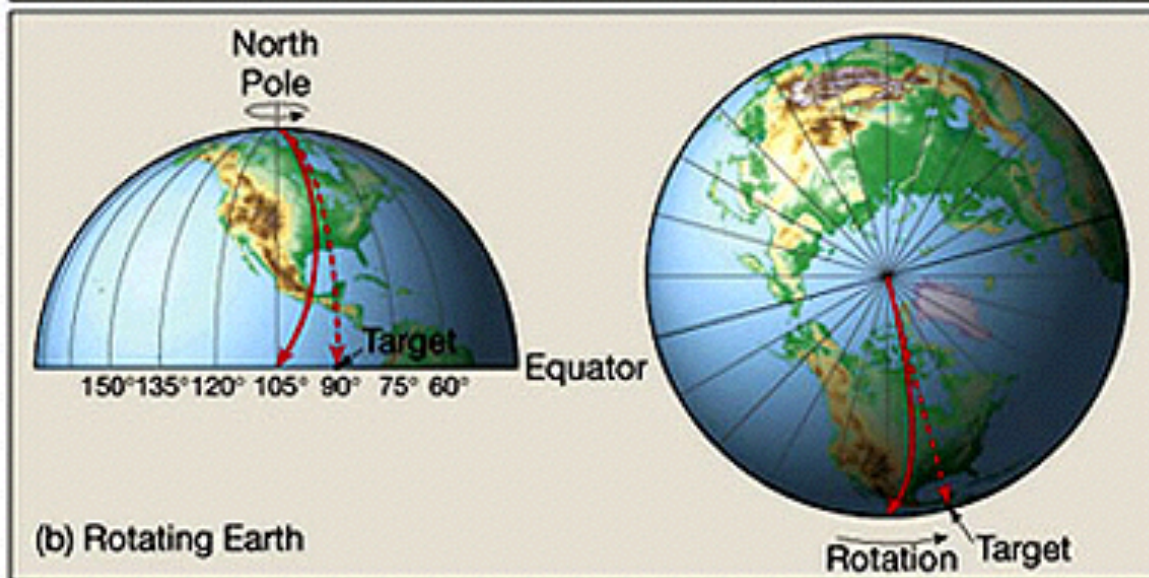 North
Pole
Target
Equator
150° 135° 120° 105° 90° 75° 60°
(b) Rotating Earth
Rotation
Target